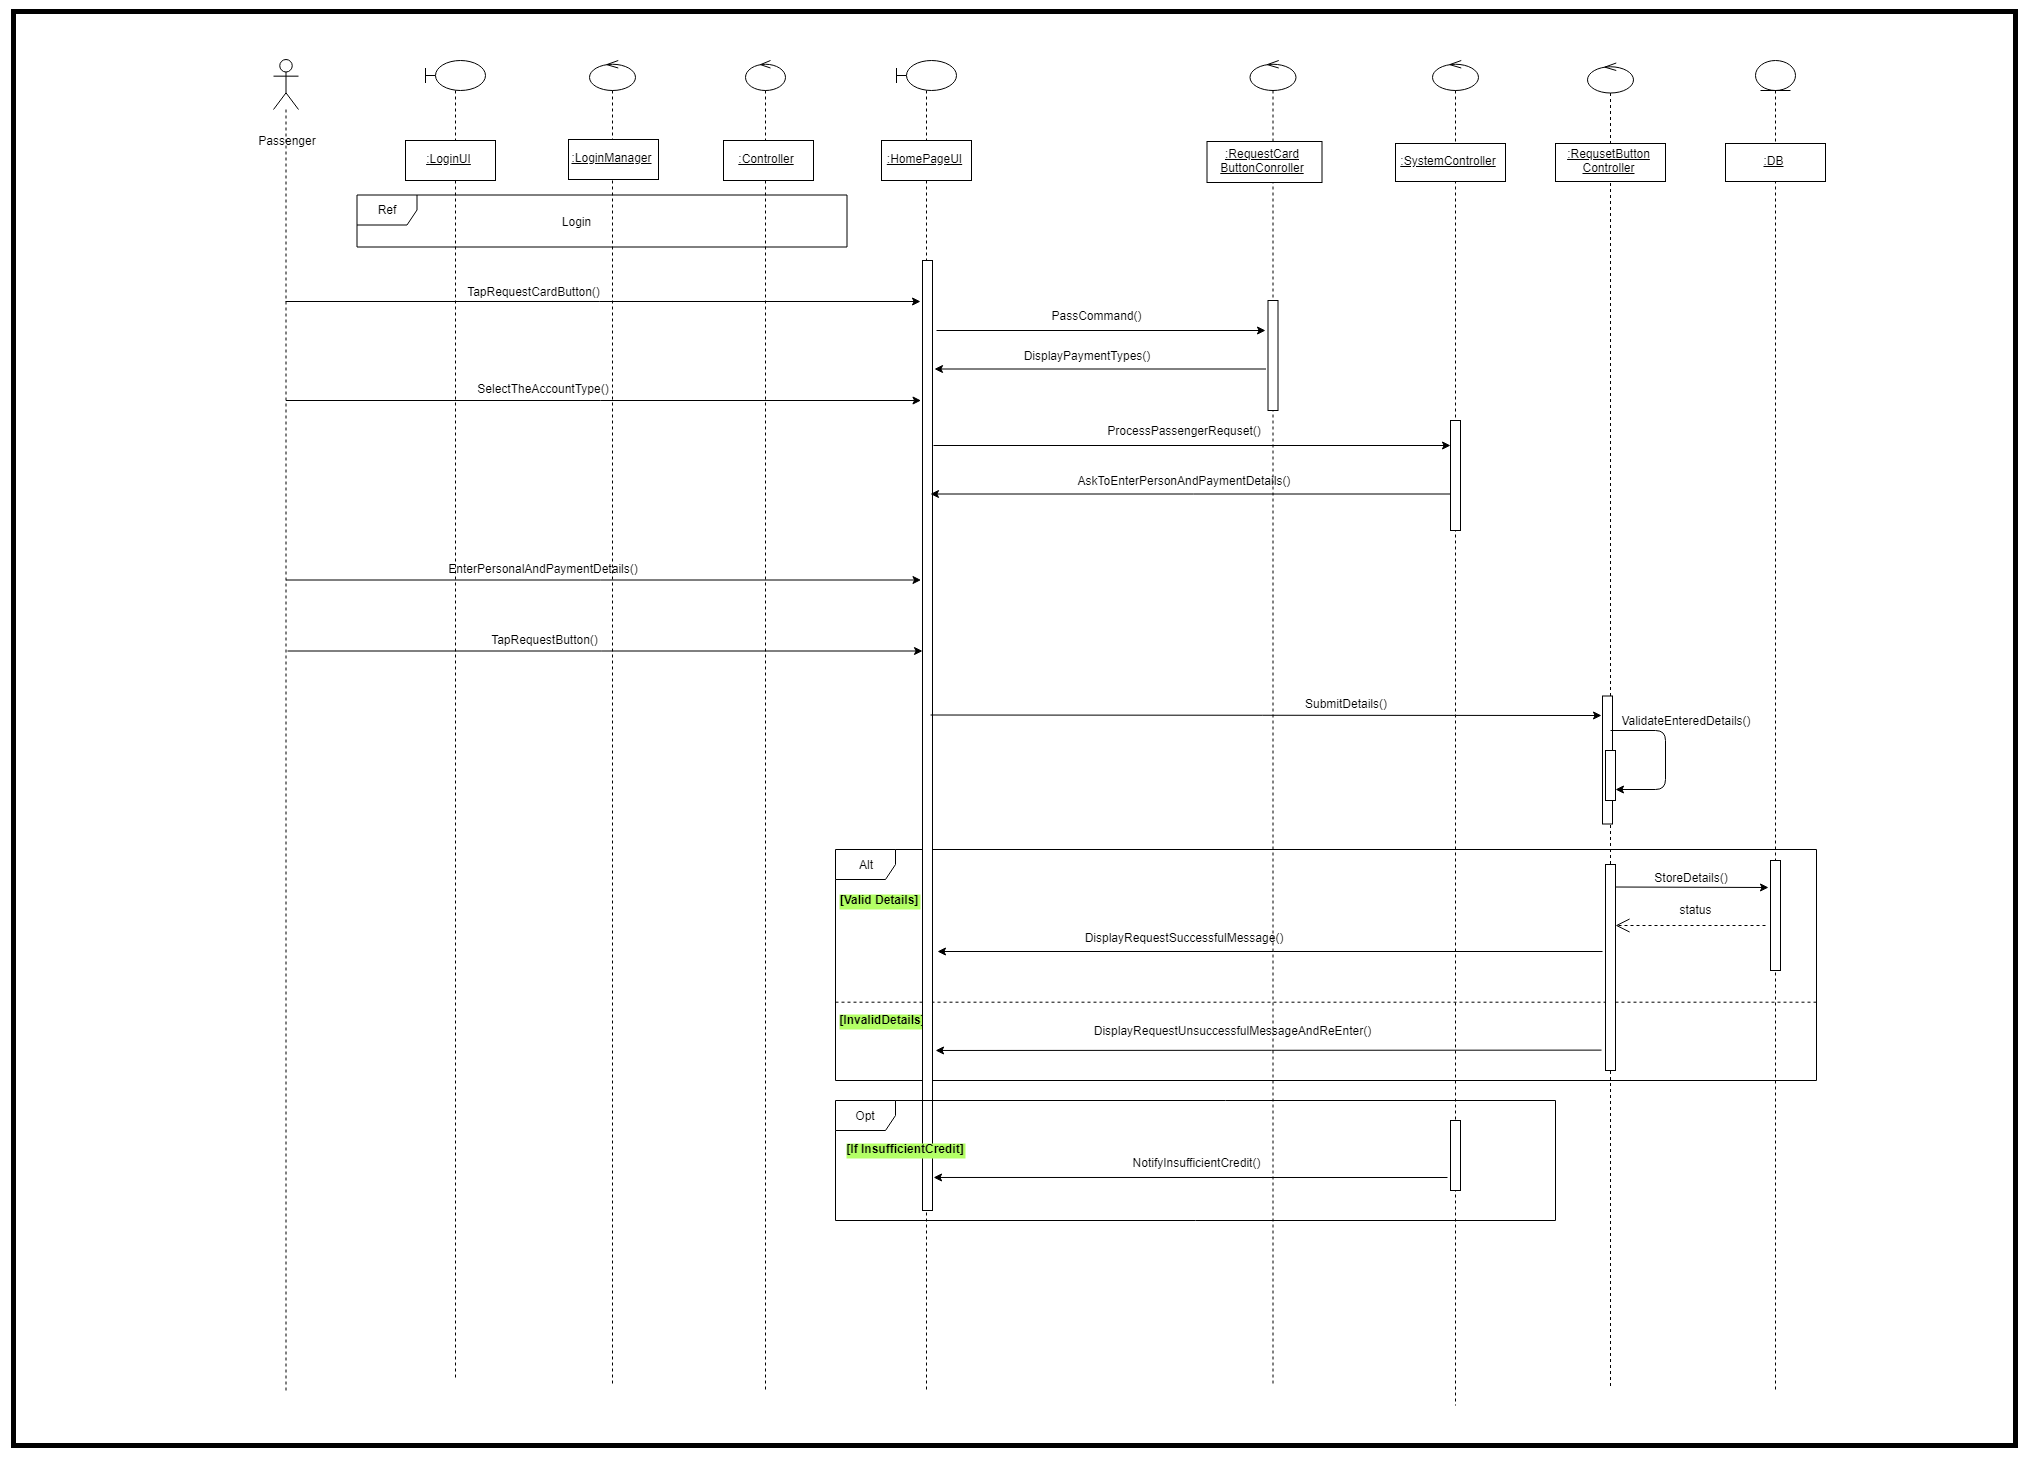 Passenger
:LoginUI
:LoginManager
:Controller
:HomePageUI
:RequestCard
ButtonConroller
:SystemController
:RequsetButton
Controller
:DB
Ref
Login
TapRequestCardButton()
PassCommand()
DisplayPaymentTypes()
SelectTheAccountType()
ProcessPassengerRequset()
AskToEnterPersonAndPaymentDetails()
EnterPersonalAndPaymentDetails()
TapRequestButton()
SubmitDetails()
ValidateEnteredDetails()
Alt
StoreDetails()
[Valid Details]
status
DisplayRequestSuccessfulMessage()
[InvalidDetails]
DisplayRequestUnsuccessfulMessageAndReEnter()
Opt
[If InsufficientCredit]
NotifyInsufficientCredit()